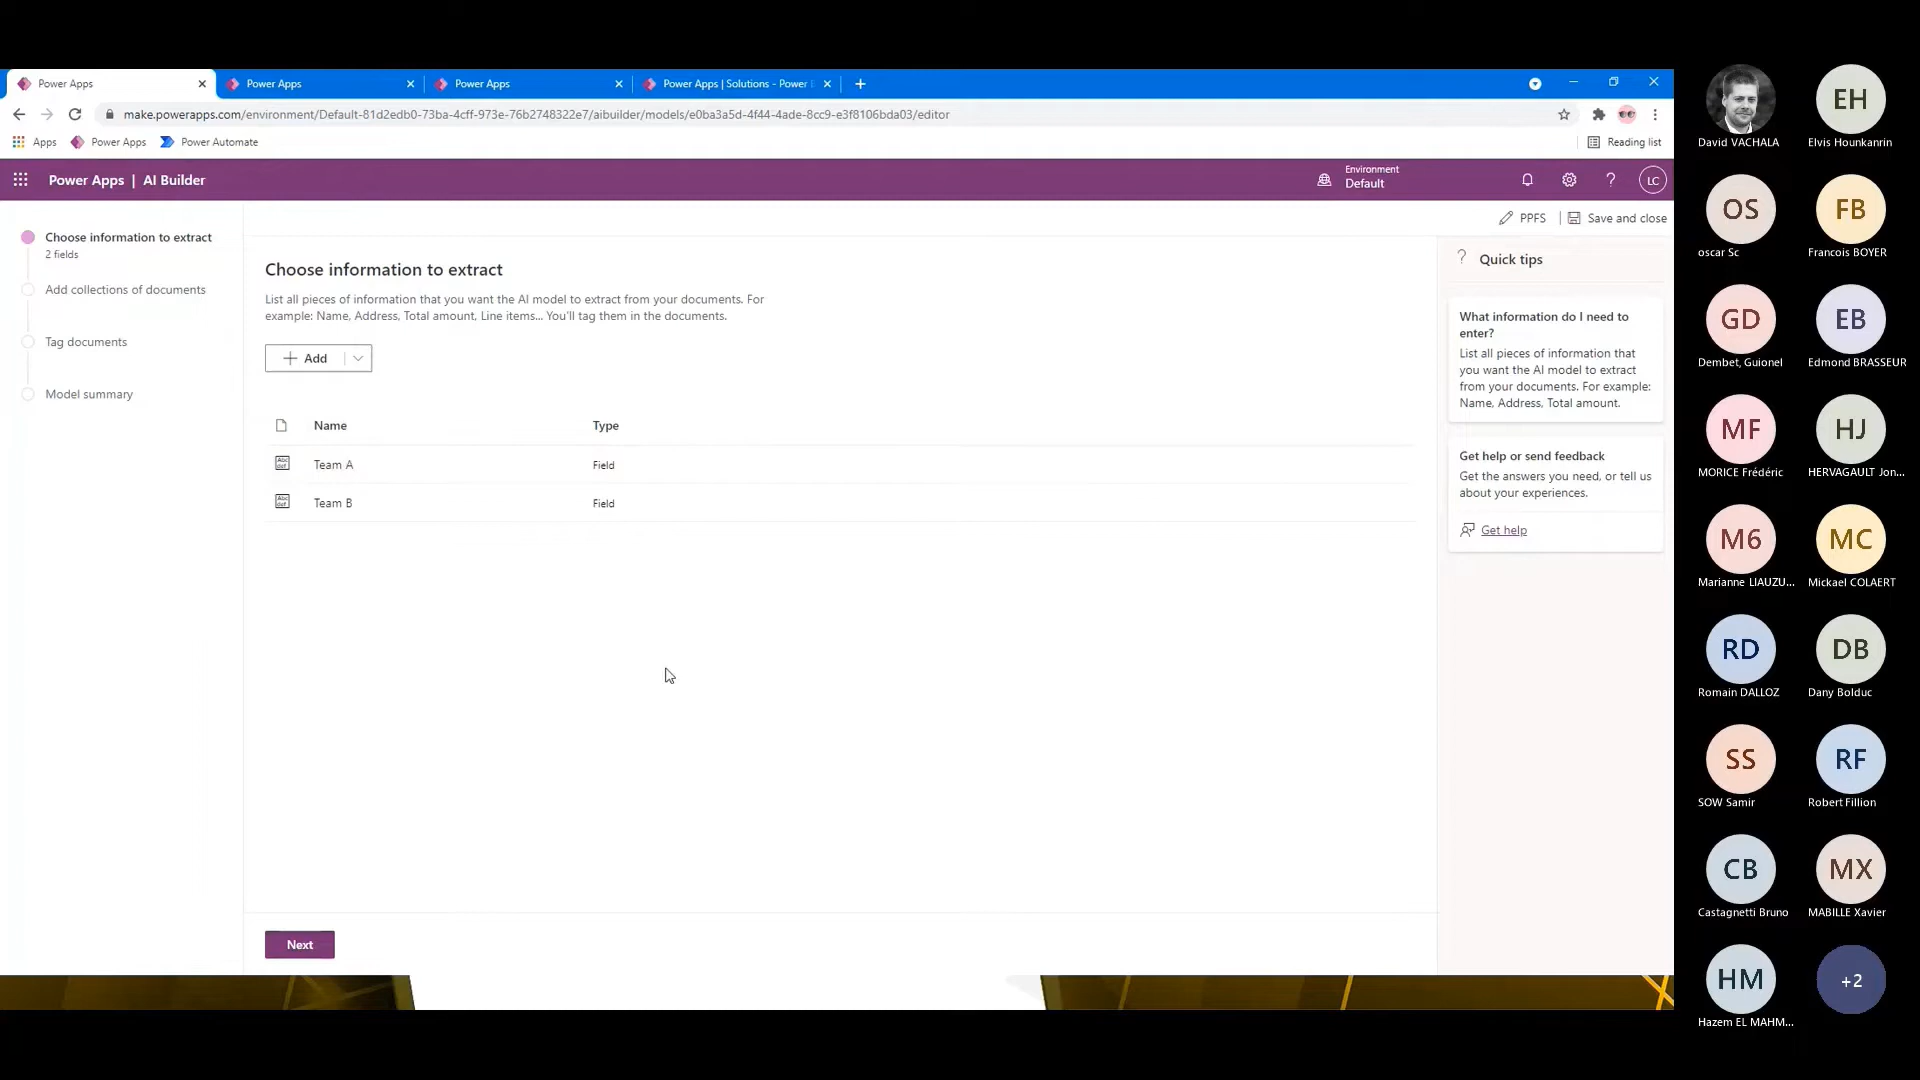 Power Apps
Power Apps
Power Apps
Power Apps | Solutions - Power
make.powerapps.com/environment/Default-81d2edb0-73ba-4cff-973e-76b2748322e7/aibuilder/models/e0ba3a5d-4f44-4ade-8cc9-e3f8106bda03/editor
Apps
Power Apps
Power Automate
Reading list
Power Apps | AI Builder
Environment
Default
LC
PPFS
Save and close
Choose information to extract
2 fields
Add collections of documents
Tag documents
Model summary
Choose information to extract
List all pieces of information that you want the AI model to extract from your documents. For
example: Name, Address, Total amount, Line items... You'll tag them in the documents.
Add
Name Type
Team A Field
Team B Field
Next
Quick tips
What information do I need to
enter?
List all pieces of information that
you want the AI model to extract
from your documents. For example:
Name, Address, Total amount.
Get help or send feedback
Get the answers you need, or tell us
about your experiences.
Get help
EH
David VACHALA
Elvis Hounkanrin
OS
FB
oscar Sc
Francois BOYER
GD
EB
Dembet, Guionel
Edmond BRASSEUR
MF
HJ
MORICE Frédéric
HERVAGAULT Jon...
M6
MC
Marianne LIAUZU...
Mickael COLAERT
RD
DB
Romain DALLOZ
Dany Bolduc
SS
RF
SOW Samir
Robert Fillion
CB
MX
Castagnetti Bruno
MABILLE Xavier
HM
+2
Hazem EL MAHM...